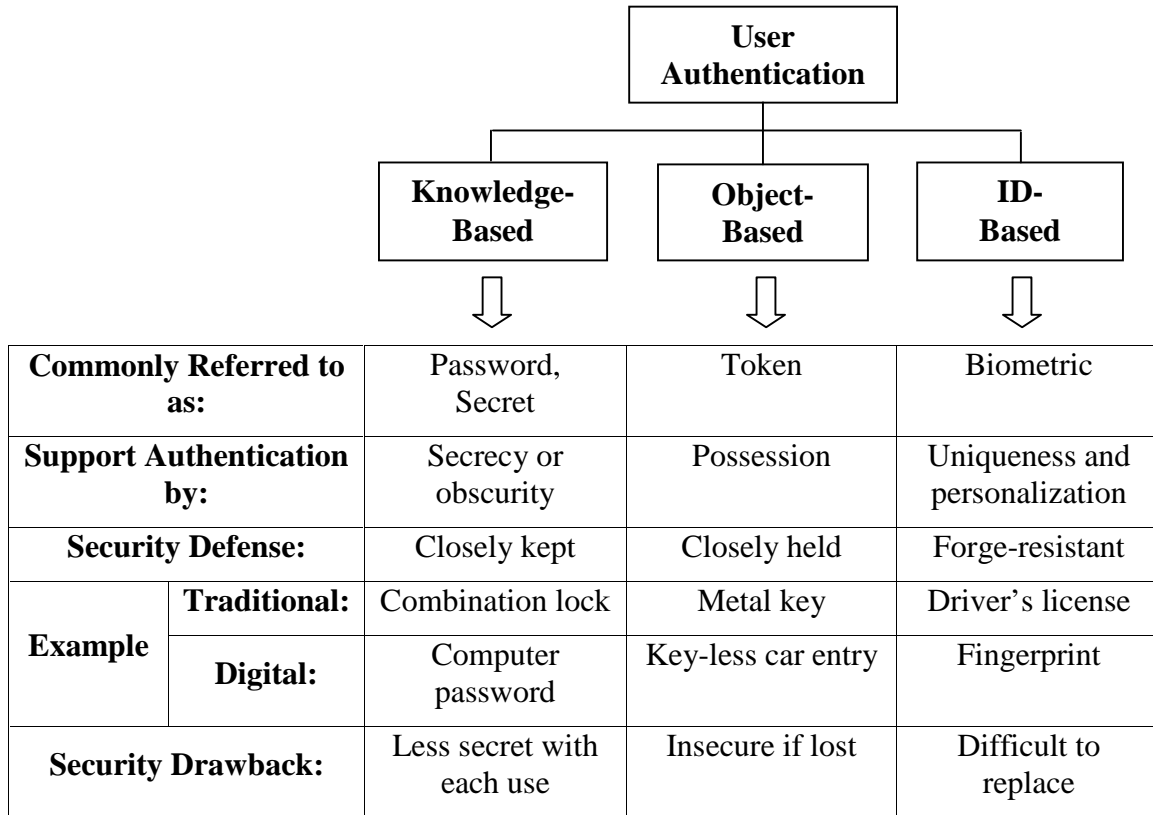 User
Authentication
Knowledge-
Based
Object-
Based
ID-
Based
Commonly Referred to
as:
Password,
Secret
Token
Biometric
Support Authentication
by:
Secrecy or
obscurity
Possession
Uniqueness and
personalization
Security Defense:
Closely kept
Closely held
Forge-resistant
Example
Traditional:
Combination lock
Metal key
Driver's license
Digital:
Computer
password
Key-less car entry
Fingerprint
Security Drawback:
Less secret with
each use
Insecure if lost
Difficult to
replace